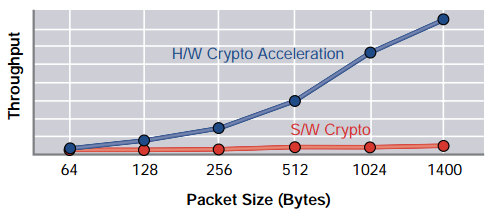 Throughput
H/W Crypto Acceleration
S/W Crypto
64 128 256 512 1024 1400
Packet Size (Bytes)